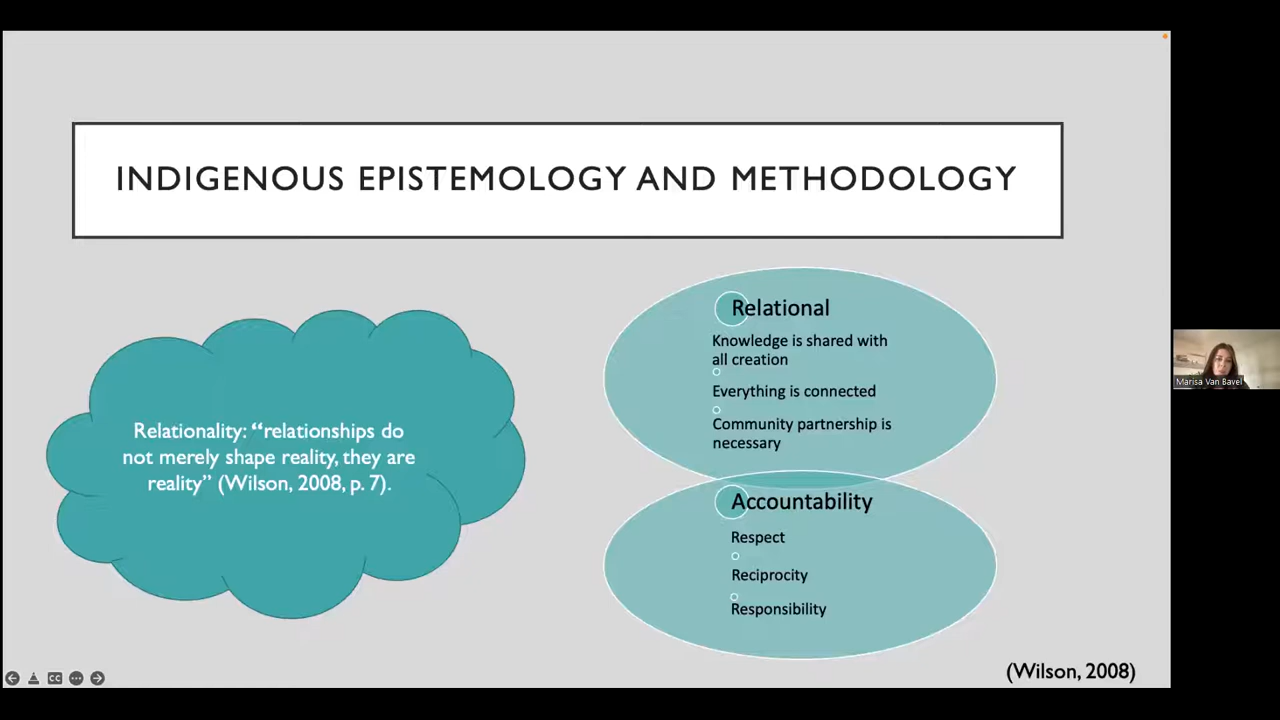 INDIGENOUS EPISTEMOLOGY AND METHODOLOGY
Relationality: “relationships do
not merely shape reality, they are
reality” (Wilson, 2008, p. 7).
Relational
Knowledge is shared with
all creation
Everything is connected
Community partnership is
necessary
Accountability
Respect
Reciprocity
Responsibility
(Wilson, 2008)
CC
Marisa Van Bavel